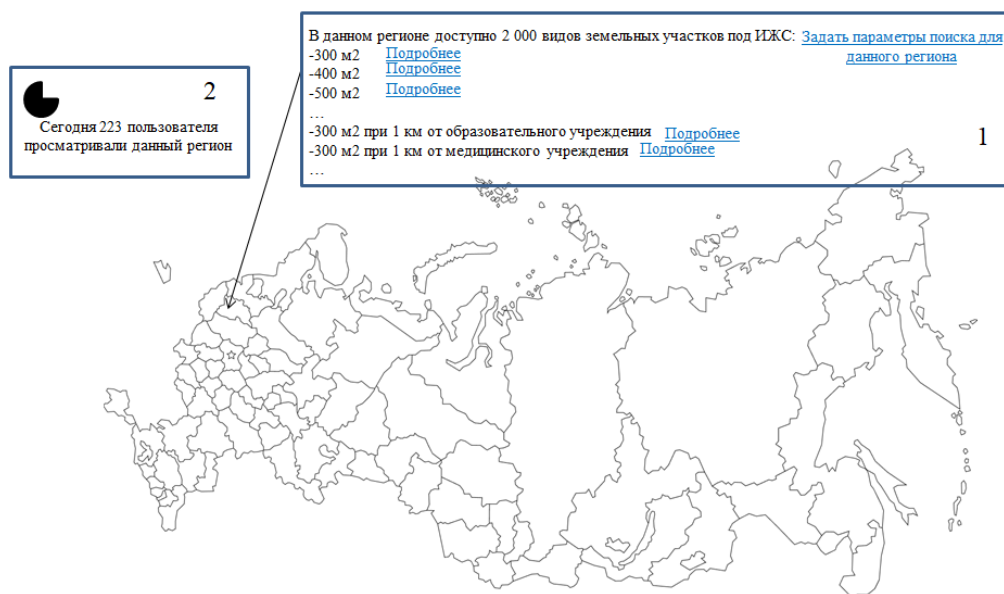 В данном регионе доступно 2 000 видов земельных участков под ИЖС: Задать параметры поиска для
данного региона
-300 м2 Подробнее
-400 м2 Подробнее
-500 м2 Подробнее
...
-300 м2 при 1 км от образовательного учреждения Подробнее
-300 м2 при 1 км от медицинского учреждения Подробнее
...
1
2
Сегодня 223 пользователя
просматривали данный регион